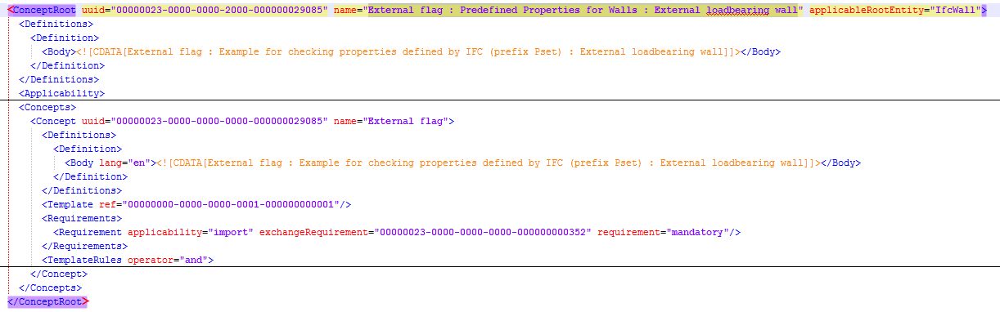 <ConceptRoot uuid="00000023-0000-0000-2000-000000029085" name="External flag : Predefined Properties for Walls : External loadbearing wall" applicableRootEntity="IfcWall">
<Definitions>
<Definition>
<Body><![CDATA[External flag : Example for checking properties defined by IFC (prefix Pset) : External loadbearing wall]]></Body>
</Definition>
</Definitions>
<Applicability>
<Concepts>
<Concept uuid="00000023-0000-0000-0000-000000029085" name="External flag">
<Definitions>
<Definition>
<Body lang="en"><![CDATA[External flag : Example for checking properties defined by IFC (prefix Pset) : External loadbearing wall]]></Body>
</Definition>
</Definitions>
<Template ref="00000000-0000-0000-0001-000000000001"/>
<Requirements>
<Requirement applicability="import" exchangeRequirement="00000023-0000-0000-0000-000000000352" requirement="mandatory"/>
</Requirements>
<TemplateRules operator="and">
</Concept>
</Concepts>
</ConceptRoot>